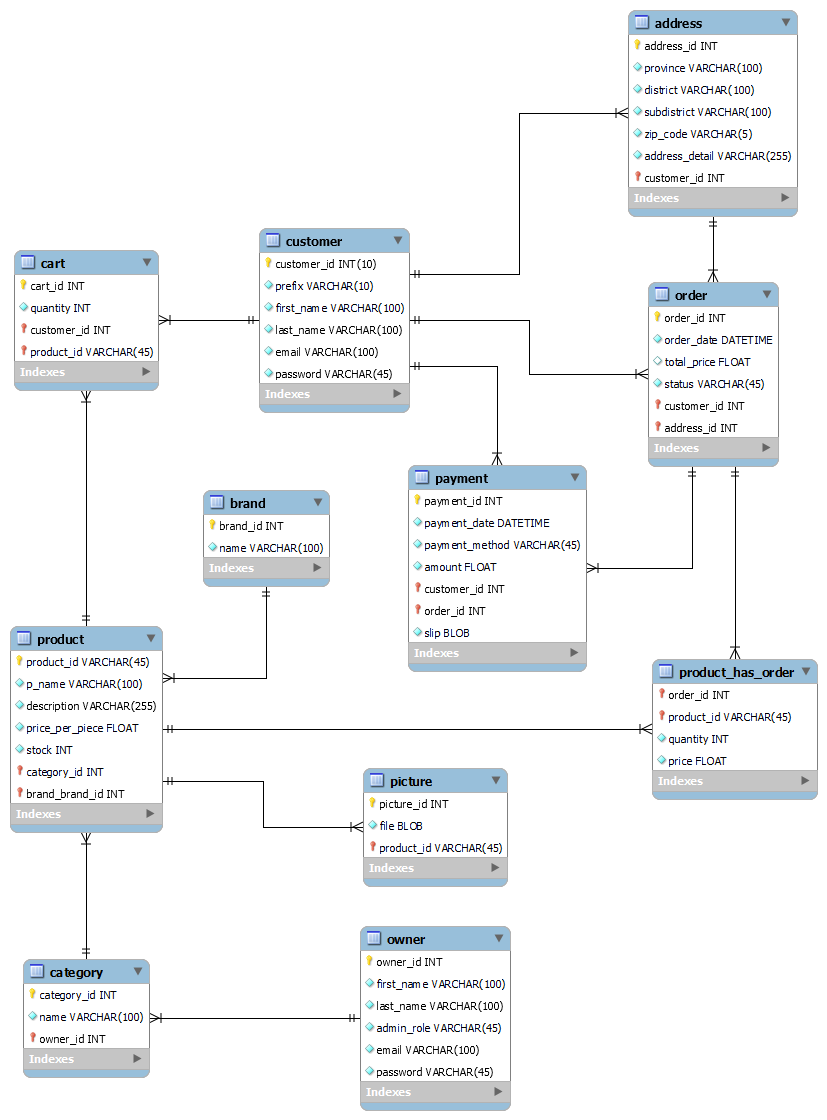 address
address_id INT
province VARCHAR(100)
district VARCHAR(100)
subdistrict VARCHAR(100)
zip_code VARCHAR(5)
address_detail VARCHAR(255)
customer_id INT
Indexes
customer
customer_id INT(10)
prefix VARCHAR(10)
first_name VARCHAR(100)
last_name VARCHAR(100)
email VARCHAR(100)
password VARCHAR(45)
Indexes
cart
cart_id INT
quantity INT
customer_id INT
product_id VARCHAR(45)
Indexes
order
order_id INT
order_date DATETIME
total_price FLOAT
status VARCHAR(45)
customer_id INT
address_id INT
Indexes
payment
payment_id INT
payment_date DATETIME
payment_method VARCHAR(45)
amount FLOAT
customer_id INT
order_id INT
slip BLOB
Indexes
brand
brand_id INT
name VARCHAR(100)
Indexes
product
product_id VARCHAR(45)
p_name VARCHAR(100)
description VARCHAR(255)
price_per_piece FLOAT
stock INT
category_id INT
brand_brand_id INT
Indexes
product_has_order
order_id INT
product_id VARCHAR(45)
quantity INT
price FLOAT
Indexes
picture
picture_id INT
file BLOB
product_id VARCHAR(45)
Indexes
owner
owner_id INT
first_name VARCHAR(100)
last_name VARCHAR(100)
admin_role VARCHAR(45)
email VARCHAR(100)
password VARCHAR(45)
Indexes
category
category_id INT
name VARCHAR(100)
owner_id INT
Indexes